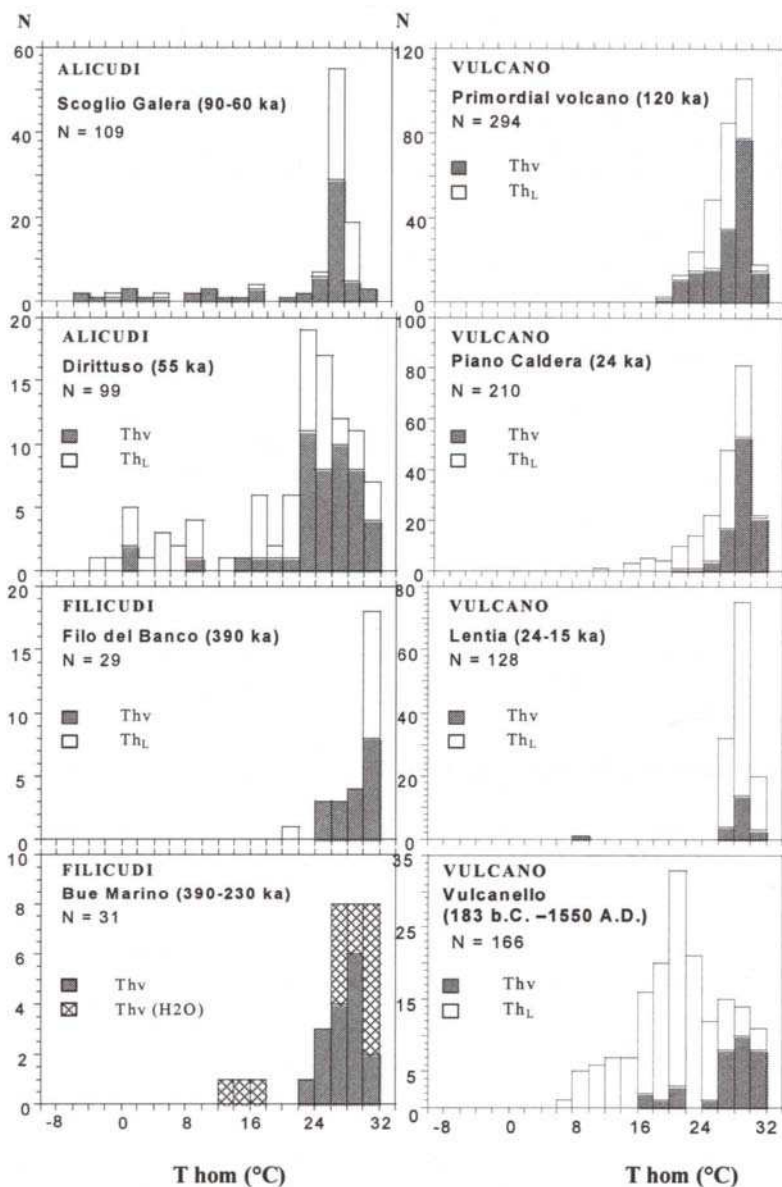 N
60
40
20
0
ALICUDI
Scoglio Galera (90-60 ka)
N = 109
20
15
10
5
0
ALICUDI
Dirittuso (55 ka)
N = 99
Thv
ThL
20
15
10
5
0
FILICUDI
Filo del Banco (390 ka)
N = 29
Thv
ThL
10
8
6
4
2
0
FILICUDI
Bue Marino (390-230 ka)
N = 31
Thv
Thv (H2O)
-8 0 8 16 24 32
T hom (°C)
N
120
80
40
0
VULCANO
Primordial volcano (120 ka)
N = 294
Thv
ThL
100
80
60
40
20
0
VULCANO
Piano Caldera (24 ka)
N = 210
Thv
ThL
80
60
40
20
0
VULCANO
Lentia (24-15 ka)
N = 128
Thv
ThL
35
25
15
5
0
VULCANO
Vulcanello
(183 b.C. –1550 A.D.)
N = 166
Thv
ThL
-8 0 8 16 24 32
T hom (°C)